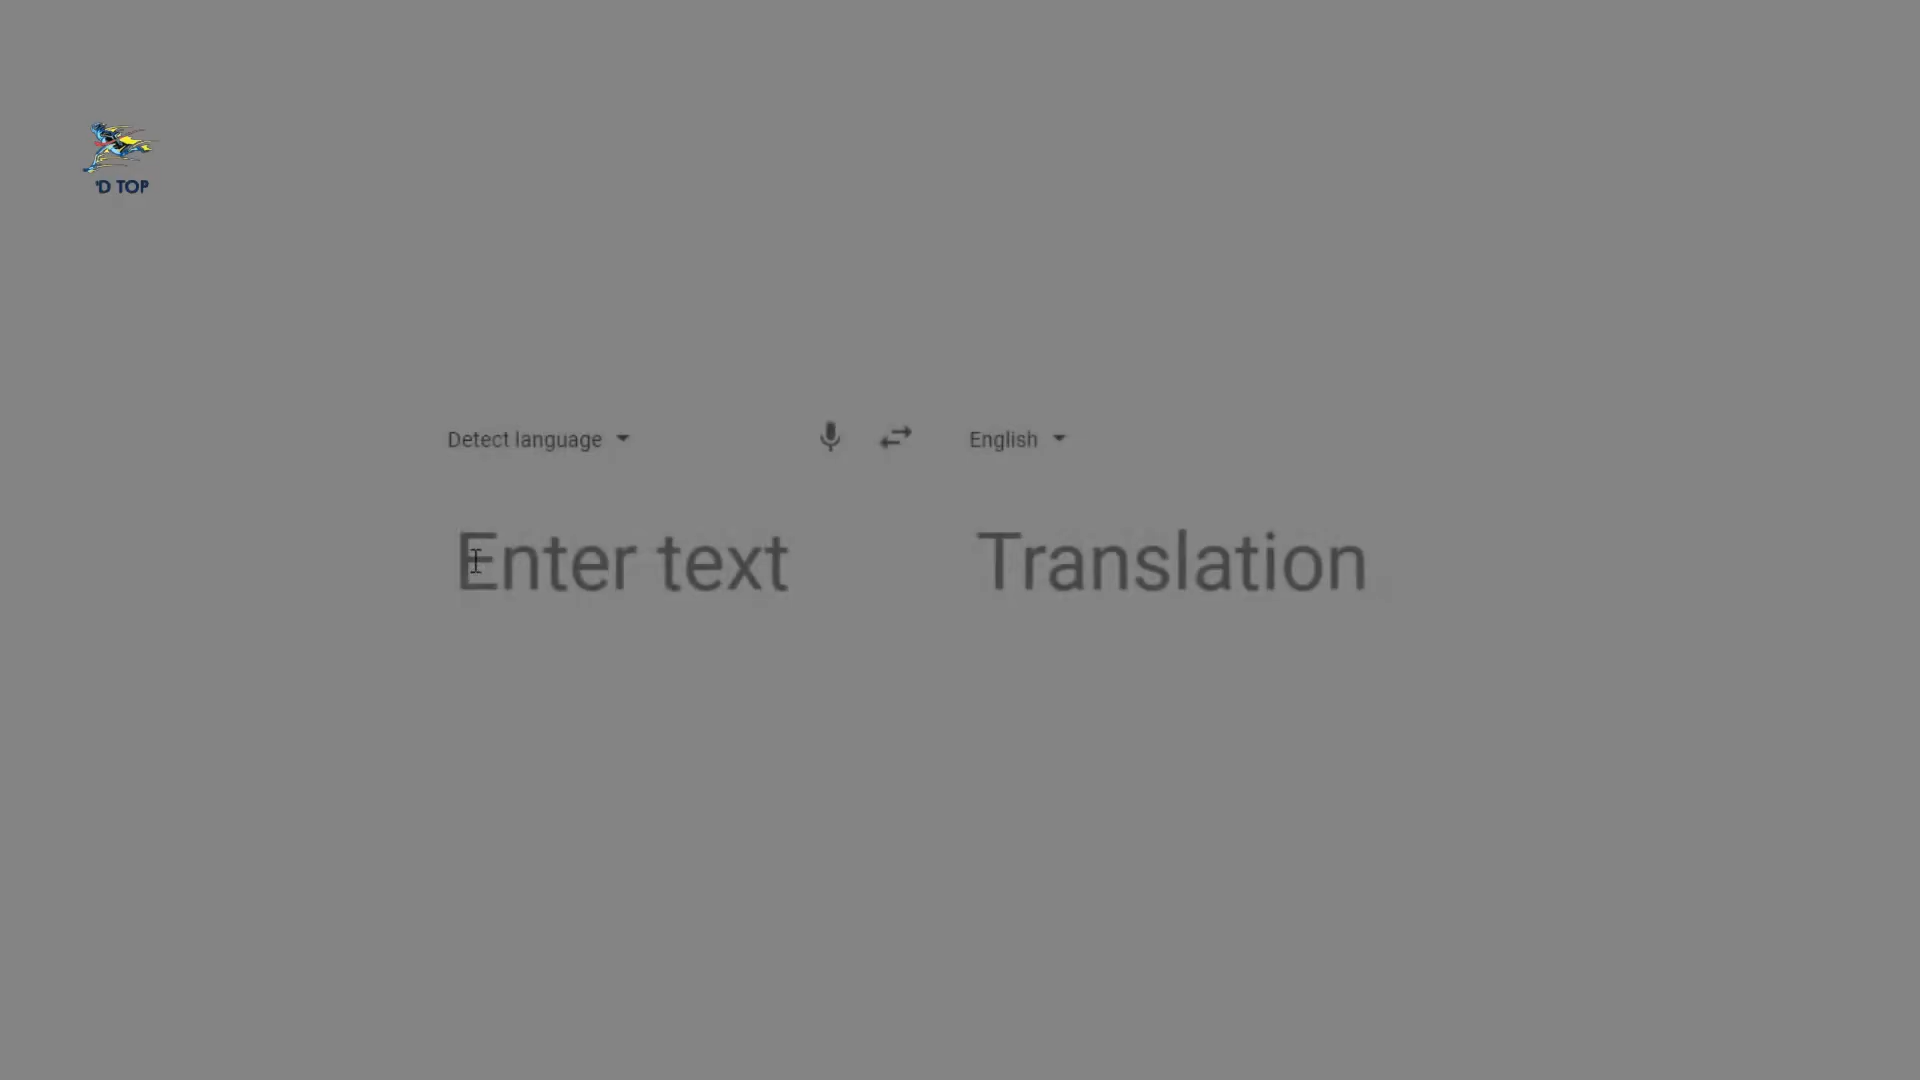 'D TOP
Detect language
English
Enter text
Translation